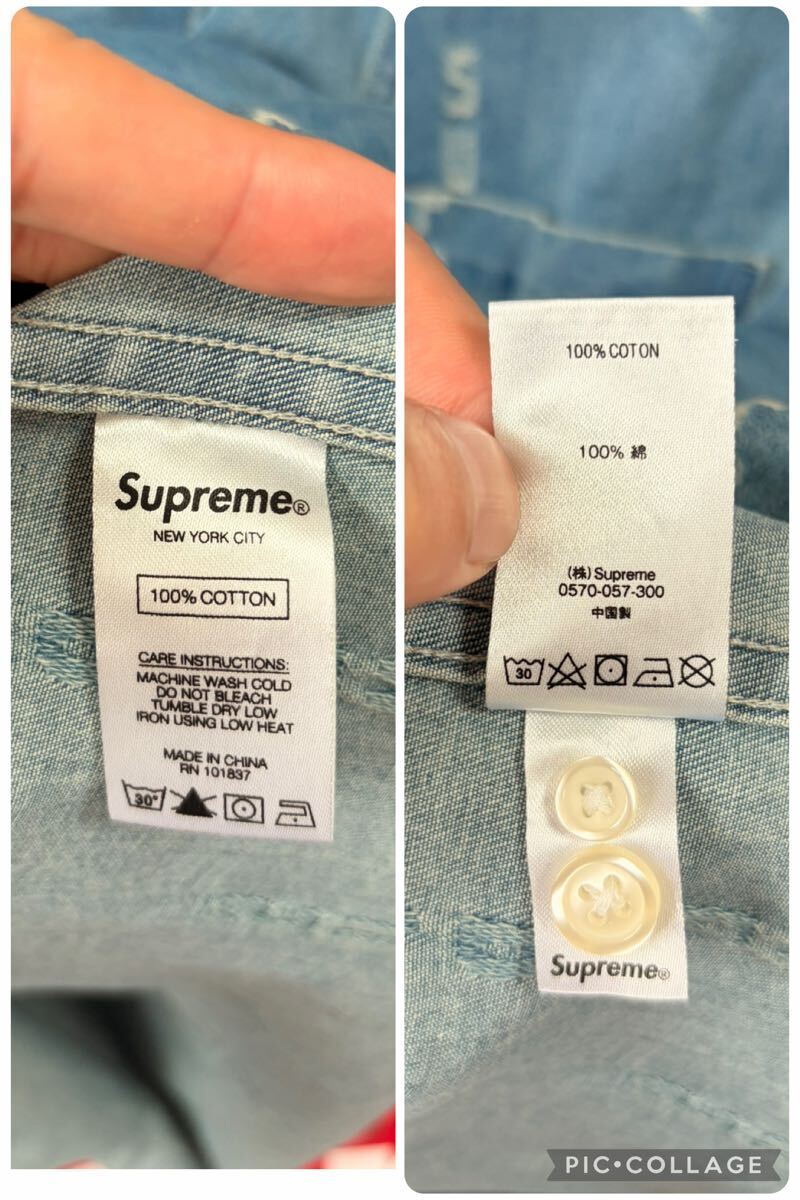 Supreme®
NEW YORK CITY
100% COTTON
CARE INSTRUCTIONS:
MACHINE WASH COLD
DO NOT BLEACH
TUMBLE DRY LOW
IRON USING LOW HEAT
MADE IN CHINA
RN 101837
30°
S
100% COTON
100% 綿
(株) Supreme
0570-057-300
中国製
30
Supreme®
PIC•COLLAGE